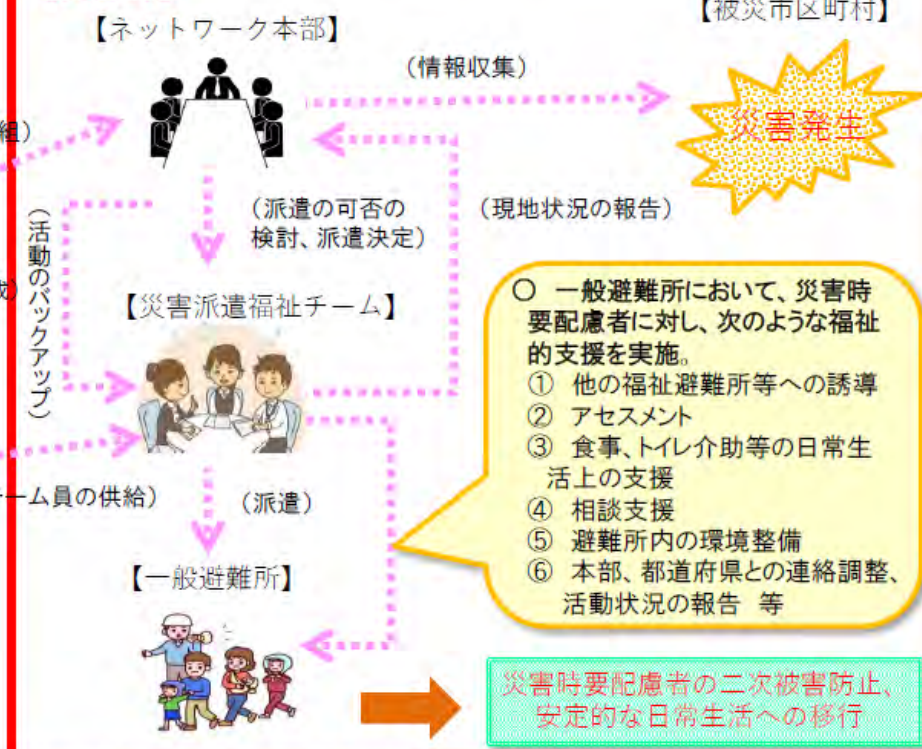 【被災市区町村】
【ネットワーク本部】
（情報収集）
災害発生
組）
（活動のバックアップ）
（派遣の可否の
検討、派遣決定）
（現地状況の報告）
【災害派遣福祉チーム】
○ 一般避難所において、災害時
要配慮者に対し、次のような福祉
的支援を実施。
① 他の福祉避難所等への誘導
② アセスメント
③ 食事、トイレ介助等の日常生
活上の支援
④ 相談支援
⑤ 避難所内の環境整備
⑥ 本部、都道府県との連絡調整、
活動状況の報告 等
ーム員の供給）
（派遣）
【一般避難所】
災害時要配慮者の二次被害防止、
安定的な日常生活への移行